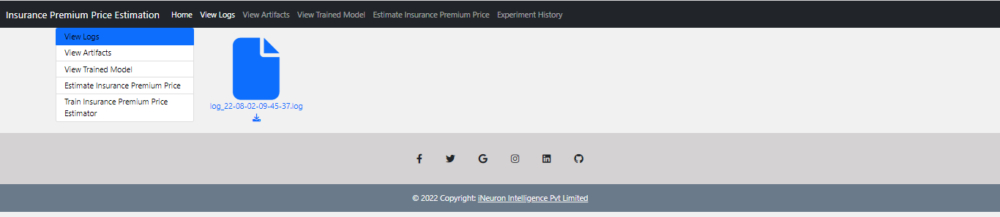 Insurance Premium Price Estimation Home View Logs View Artifacts View Trained Model Estimate Insurance Premium Price Experiment History
View Logs
View Artifacts
View Trained Model
Estimate Insurance Premium Price
Train Insurance Premium Price
Estimator
log_22-08-02-09-45-37.log
© 2022 Copyright: iNeuron Intelligence Pvt Limited